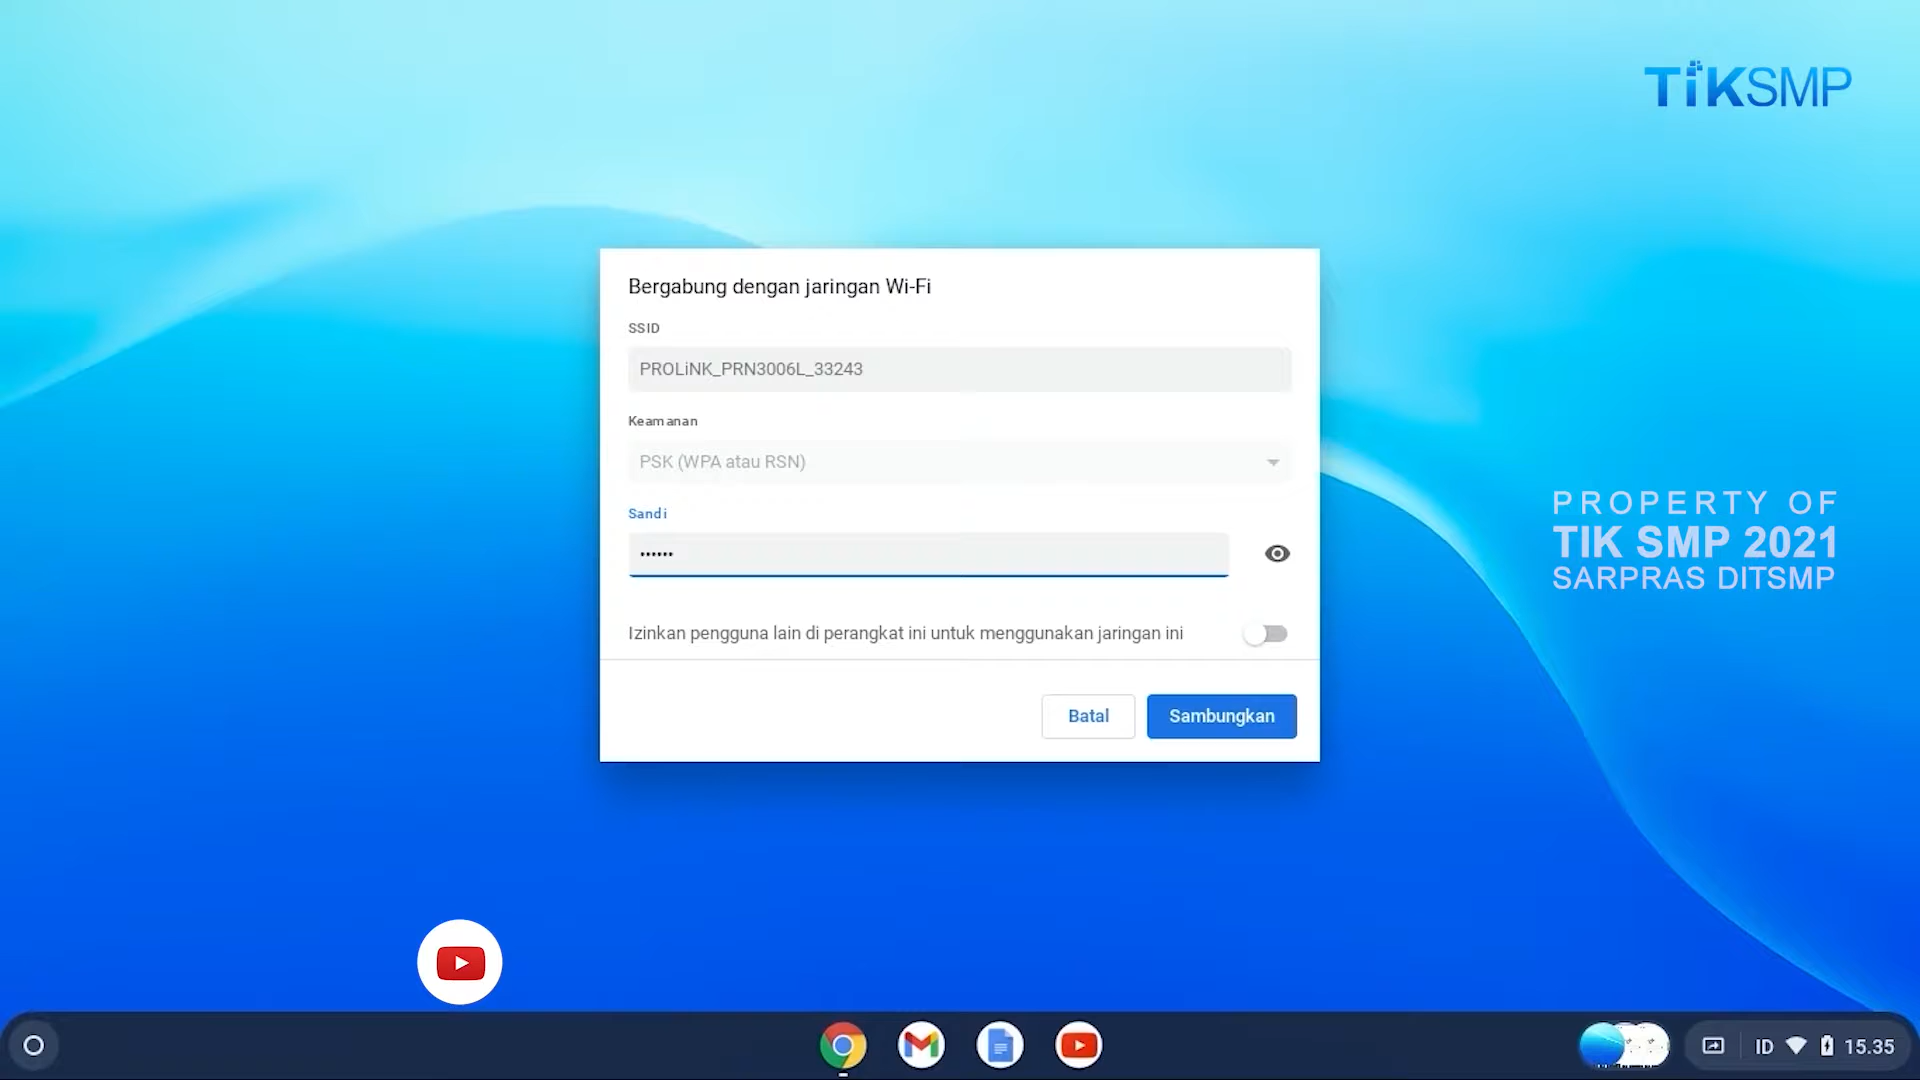 TiKSMP
Bergabung dengan jaringan Wi-Fi
SSID
PROLiNK_PRN3006L_33243
Keamanan
PSK (WPA atau RSN)
Sandi
••••••
Izinkan pengguna lain di perangkat ini untuk menggunakan jaringan ini
Batal
Sambungkan
PROPERTY OF
TIK SMP 2021
SARPRAS DITSMP
ID
15.35